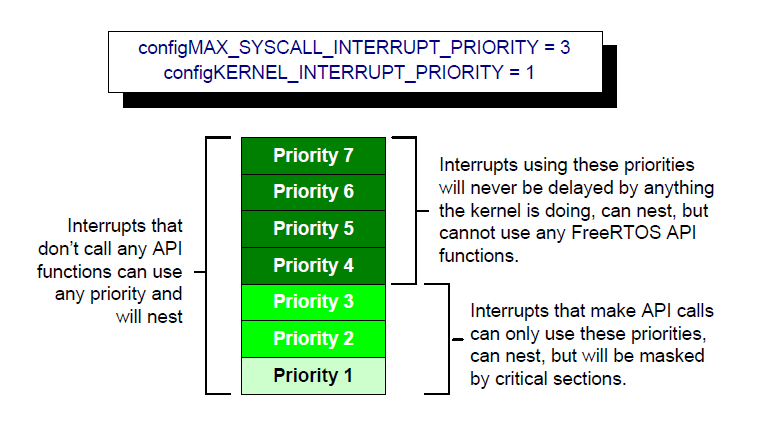 configMAX_SYSCALL_INTERRUPT_PRIORITY = 3
configKERNEL_INTERRUPT_PRIORITY = 1
Interrupts that
don’t call any API
functions can use
any priority and
will nest
Priority 7
Priority 6
Priority 5
Priority 4
Priority 3
Priority 2
Priority 1
Interrupts using these priorities
will never be delayed by anything
the kernel is doing, can nest, but
cannot use any FreeRTOS API
functions.
Interrupts that make API calls
can only use these priorities,
can nest, but will be masked
by critical sections.